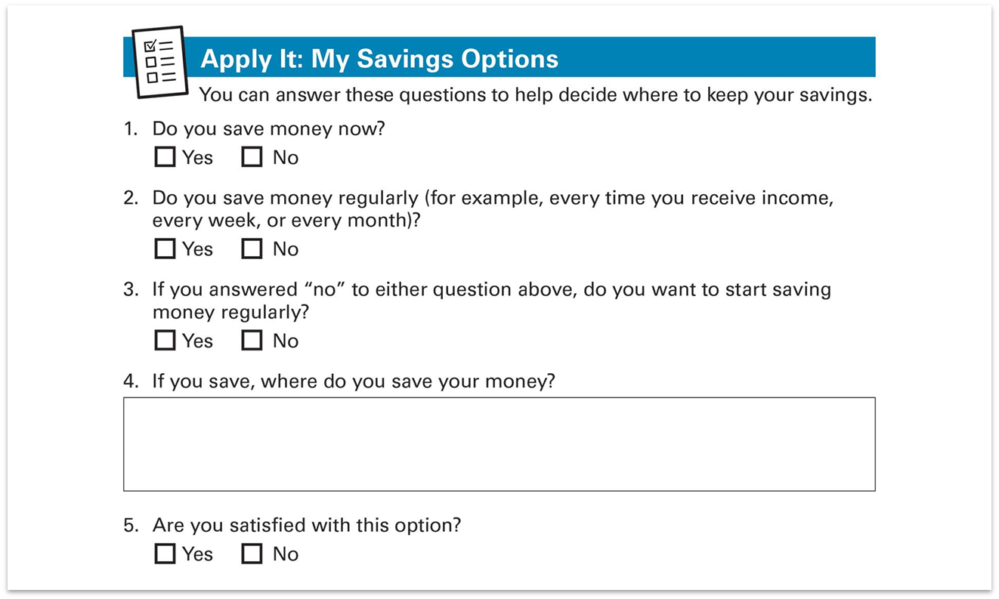 Apply It: My Savings Options
You can answer these questions to help decide where to keep your savings.
1. Do you save money now?
Yes No
2. Do you save money regularly (for example, every time you receive income,
every week, or every month)?
Yes No
3. If you answered “no” to either question above, do you want to start saving
money regularly?
Yes No
4. If you save, where do you save your money?
5. Are you satisfied with this option?
Yes No